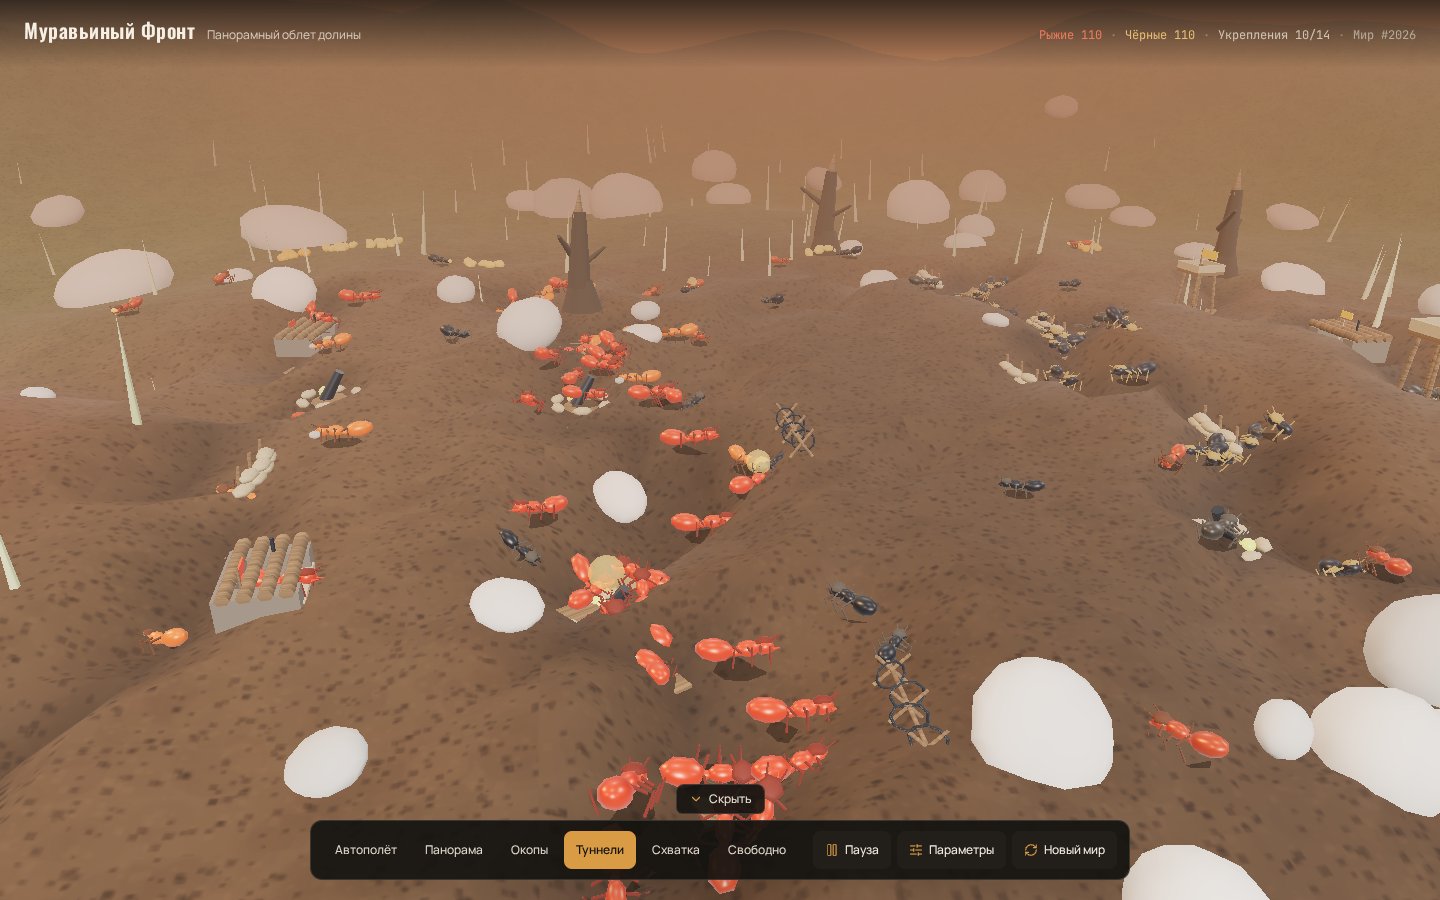 Муравьиный Фронт Панорамный облет долины
Рыжие 110 · Чёрные 110 · Укрепления 10/14 · Мир #2026
Скрыть
Автополёт Панорама Окопы Туннели Схватка Свободно Пауза Параметры Новый мир